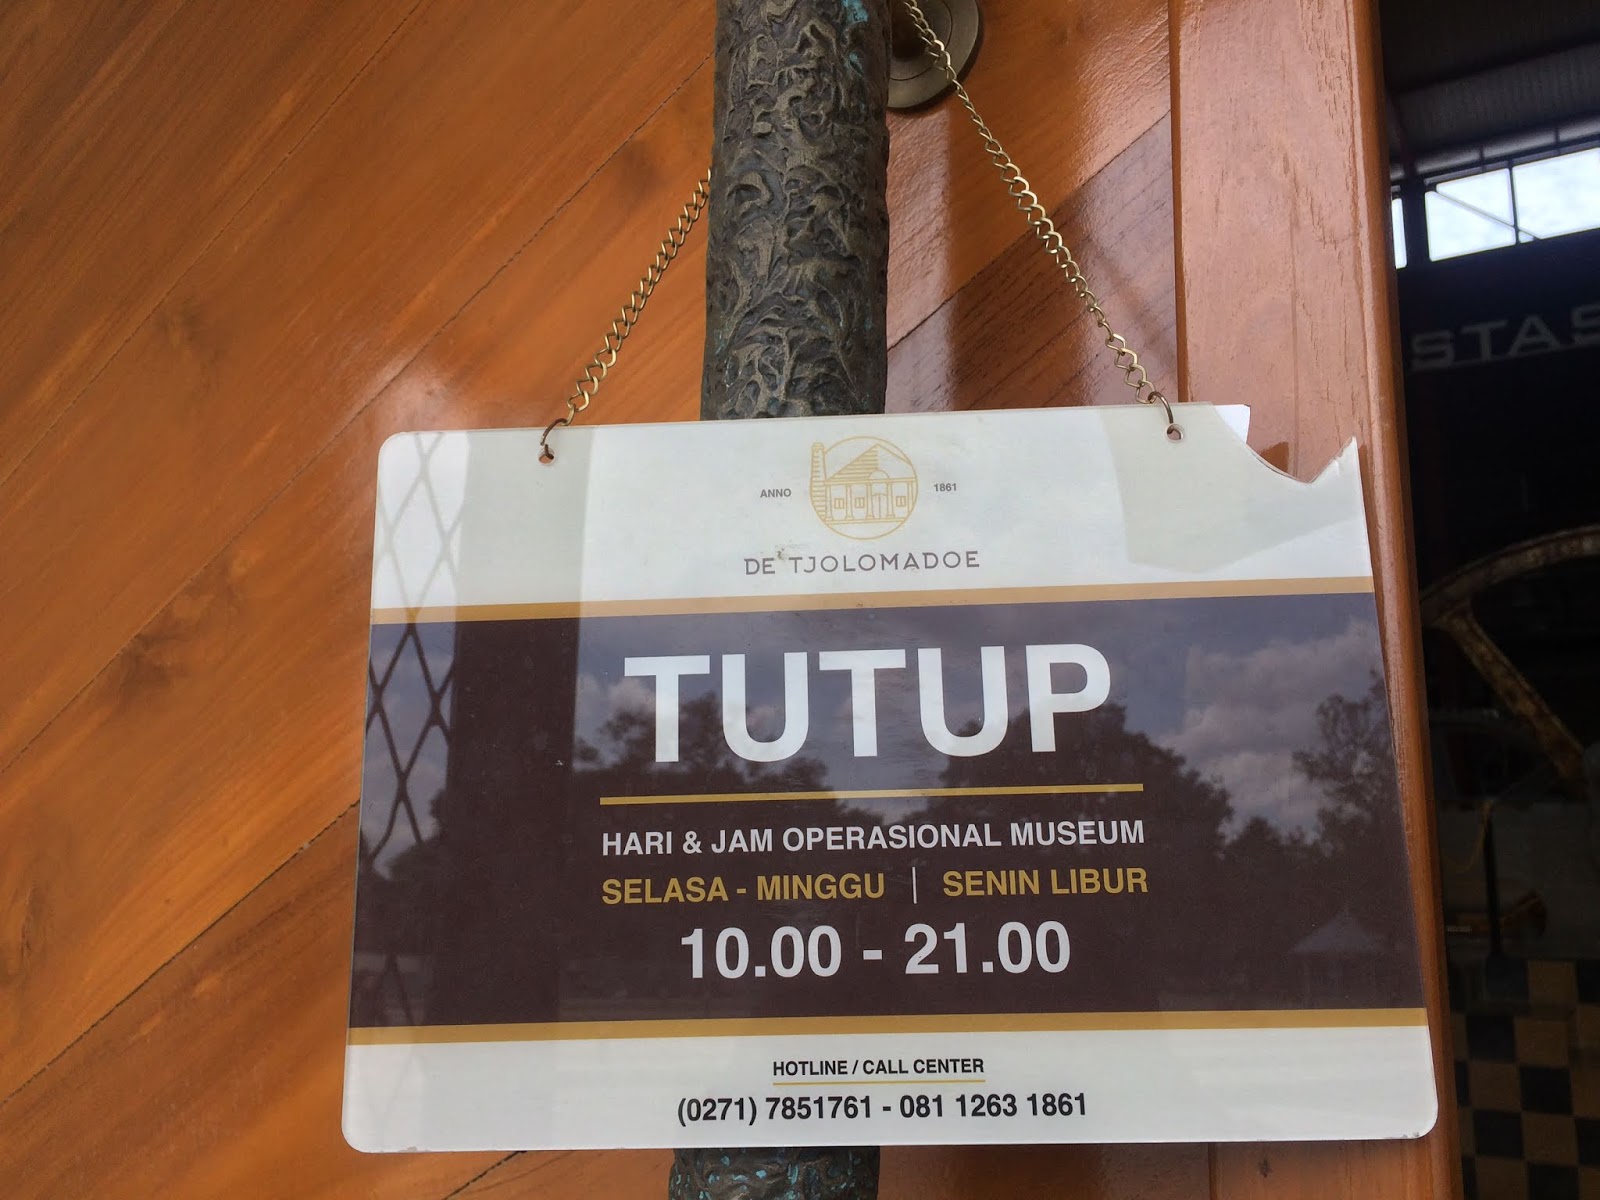 STAS
ANNO 1861
DE TJOLOMADOE
TUTUP
HARI & JAM OPERASIONAL MUSEUM
SELASA - MINGGU | SENIN LIBUR
10.00 - 21.00
HOTLINE / CALL CENTER
(0271) 7851761 - 081 1263 1861